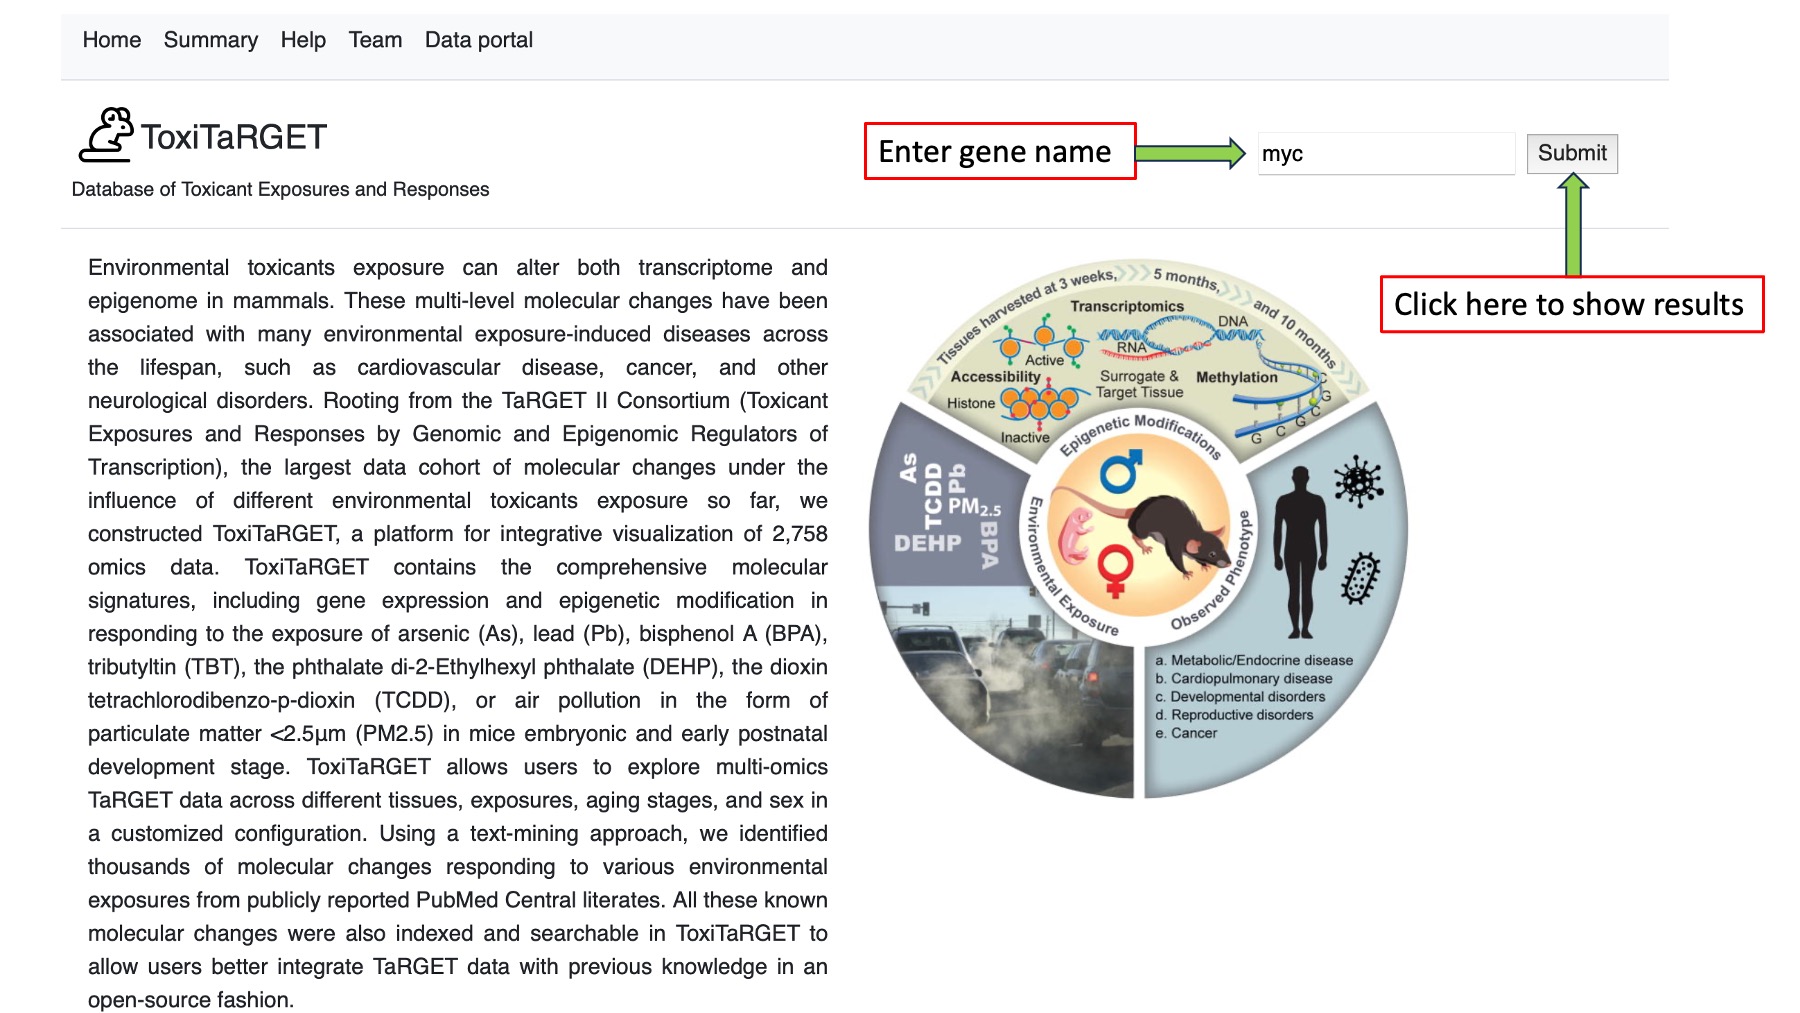 Home Summary Help Team Data portal
ToxiTaRGET
Database of Toxicant Exposures and Responses
Enter gene name
myc
Submit
Click here to show results
Environmental toxicants exposure can alter both transcriptome and
epigenome in mammals. These multi-level molecular changes have been
associated with many environmental exposure-induced diseases across
the lifespan, such as cardiovascular disease, cancer, and other
neurological disorders. Rooting from the TaRGET II Consortium (Toxicant
Exposures and Responses by Genomic and Epigenomic Regulators of
Transcription), the largest data cohort of molecular changes under the
influence of different environmental toxicants exposure so far, we
constructed ToxiTaRGET, a platform for integrative visualization of 2,758
omics data. ToxiTaRGET contains the comprehensive molecular
signatures, including gene expression and epigenetic modification in
responding to the exposure of arsenic (As), lead (Pb), bisphenol A (BPA),
tributyltin (TBT), the phthalate di-2-Ethylhexyl phthalate (DEHP), the dioxin
tetrachlorodibenzo-p-dioxin (TCDD), or air pollution in the form of
particulate matter <2.5μm (PM2.5) in mice embryonic and early postnatal
development stage. ToxiTaRGET allows users to explore multi-omics
TaRGET data across different tissues, exposures, aging stages, and sex in
a customized configuration. Using a text-mining approach, we identified
thousands of molecular changes responding to various environmental
exposures from publicly reported PubMed Central literates. All these known
molecular changes were also indexed and searchable in ToxiTaRGET to
allow users better integrate TaRGET data with previous knowledge in an
open-source fashion.
Tissues harvested at 3 weeks, 5 months, and 10 months
Transcriptomics
DNA
RNA
Active
Accessibility
Surrogate &
Target Tissue
Methylation
Histone
Inactive
C
G
C
G
C
G
Epigenetic Modifications
As
TCDD
Pb
PM2.5
DEHP
BPA
Environmental Exposure
Observed Phenotype
a. Metabolic/Endocrine disease
b. Cardiopulmonary disease
c. Developmental disorders
d. Reproductive disorders
e. Cancer